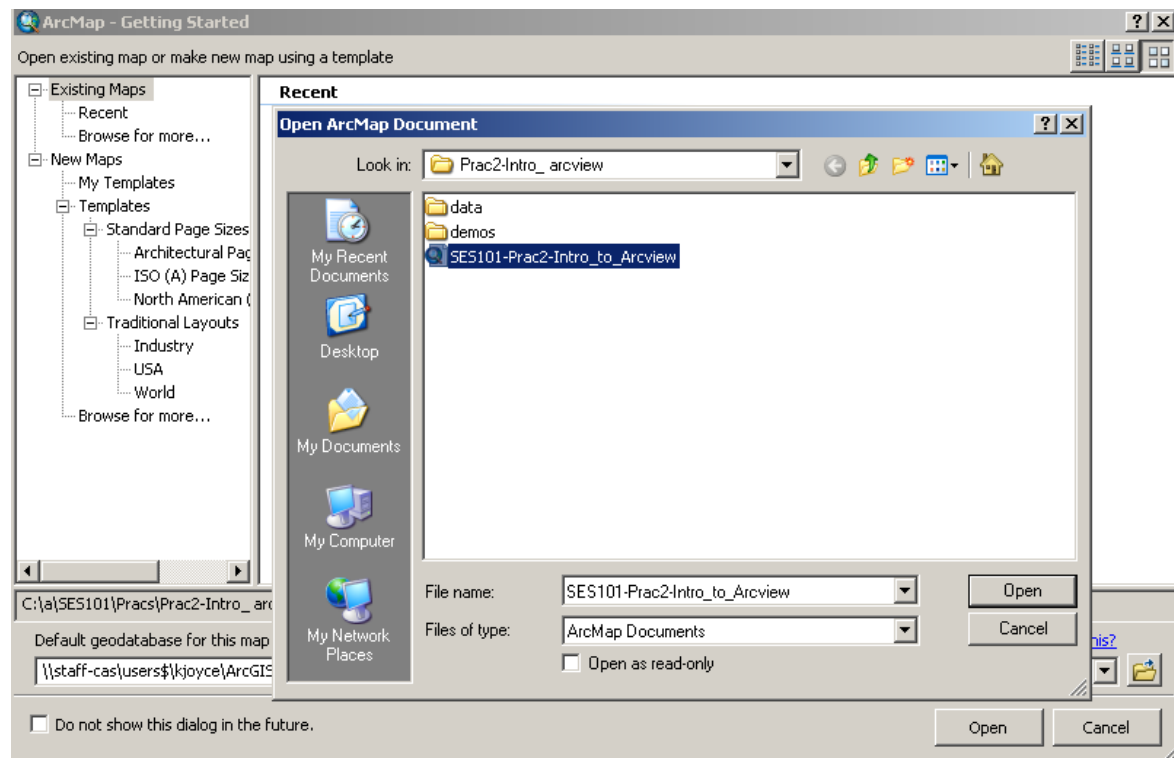 ArcMap - Getting Started
Open existing map or make new map using a template
Existing Maps
Recent
Browse for more...
New Maps
My Templates
Templates
Standard Page Sizes
Architectural Pag
ISO (A) Page Siz
North American (
Traditional Layouts
Industry
USA
World
Browse for more...
Recent
Open ArcMap Document
Look in:
Prac2-Intro_ arcview
My Recent
Documents
Desktop
My Documents
My Computer
My Network
Places
data
demos
SES101-Prac2-Intro_to_Arcview
File name:
SES101-Prac2-Intro_to_Arcview
Open
Files of type:
ArcMap Documents
Cancel
Open as read-only
C:\a\SES101\Pracs\Prac2-Intro_ arc
Default geodatabase for this map
his?
\\staff-cas\users$\kjoyce\ArcGIS
Do not show this dialog in the future.
Open
Cancel